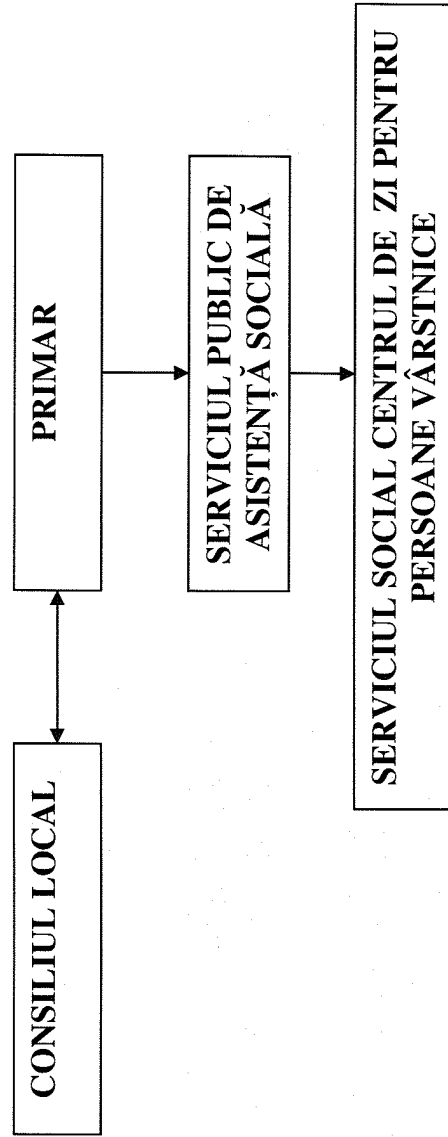 CONSILIUL LOCAL
PRIMAR
SERVICIUL PUBLIC DE
ASISTENȚĂ SOCIALĂ
SERVICIUL SOCIAL CENTRUL DE ZI PENTRU
PERSOANE VÂRSTNICE